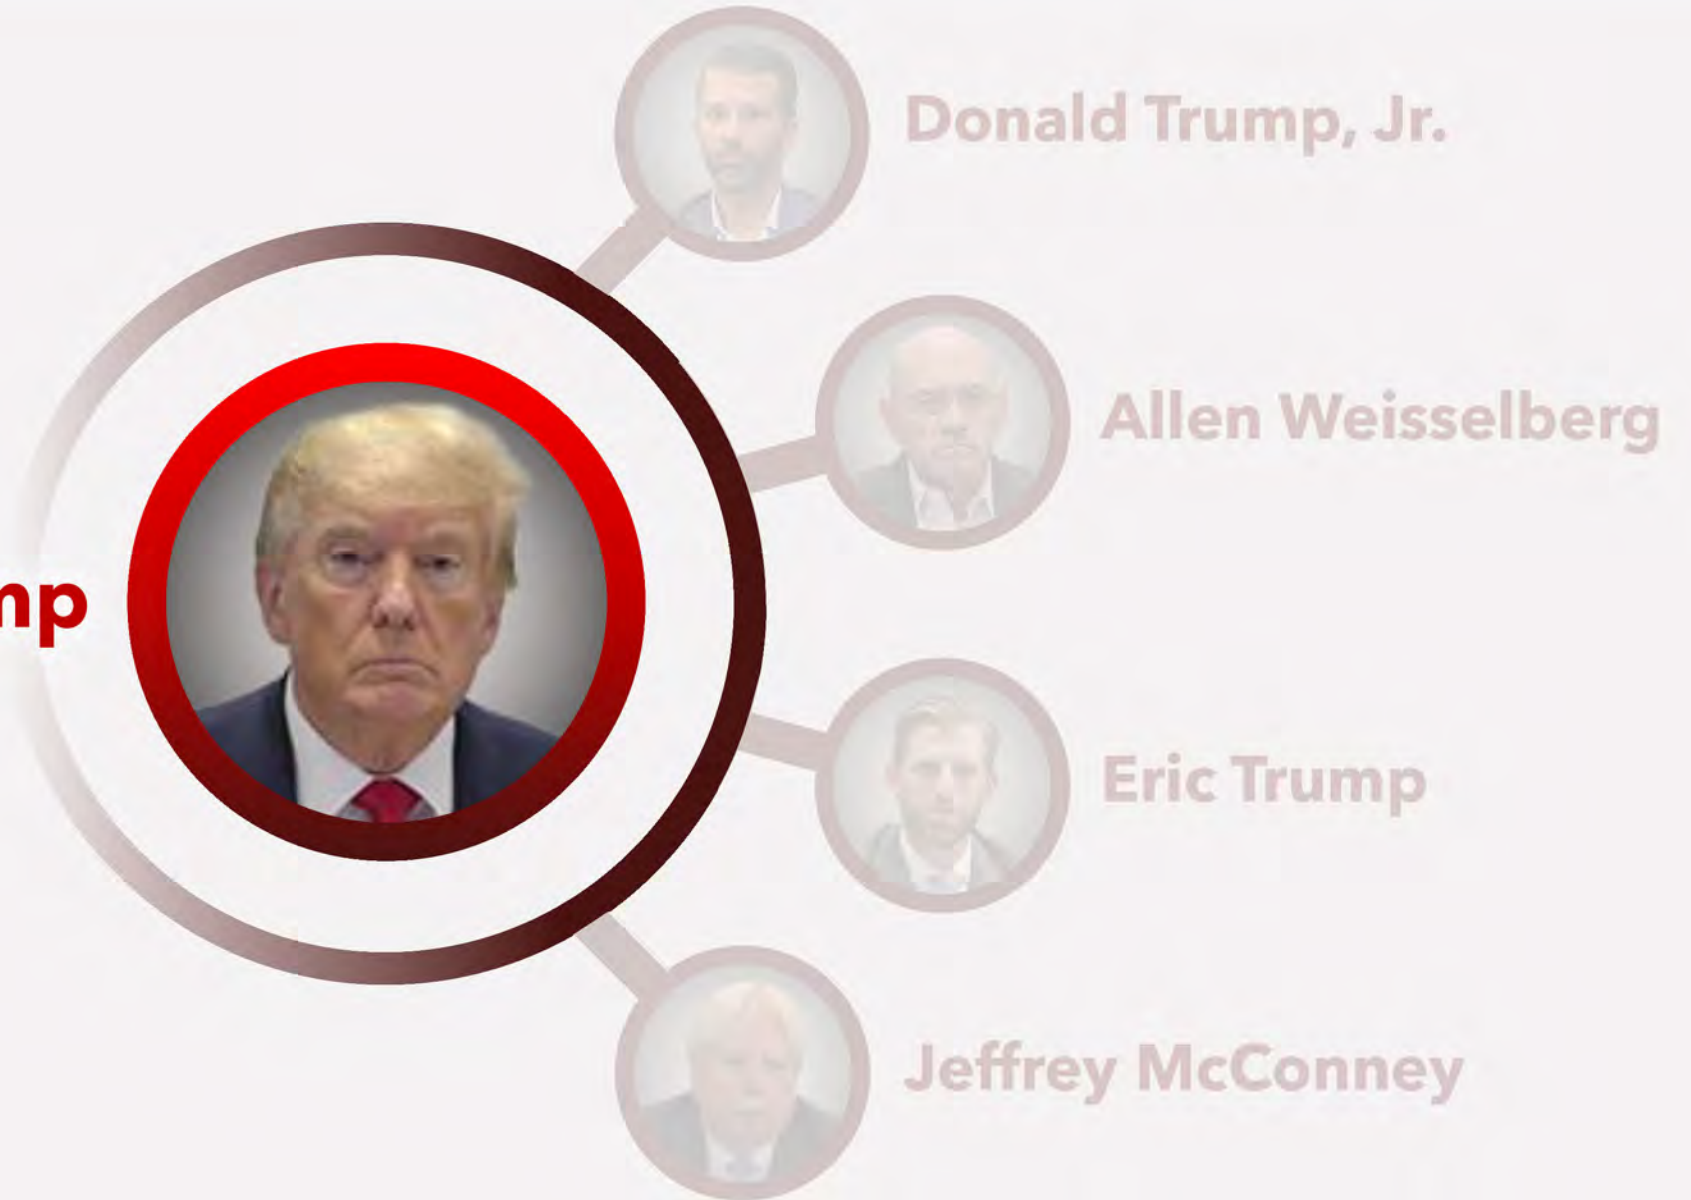 Donald Trump, Jr.
Allen Weisselberg
mp
Eric Trump
Jeffrey McConney